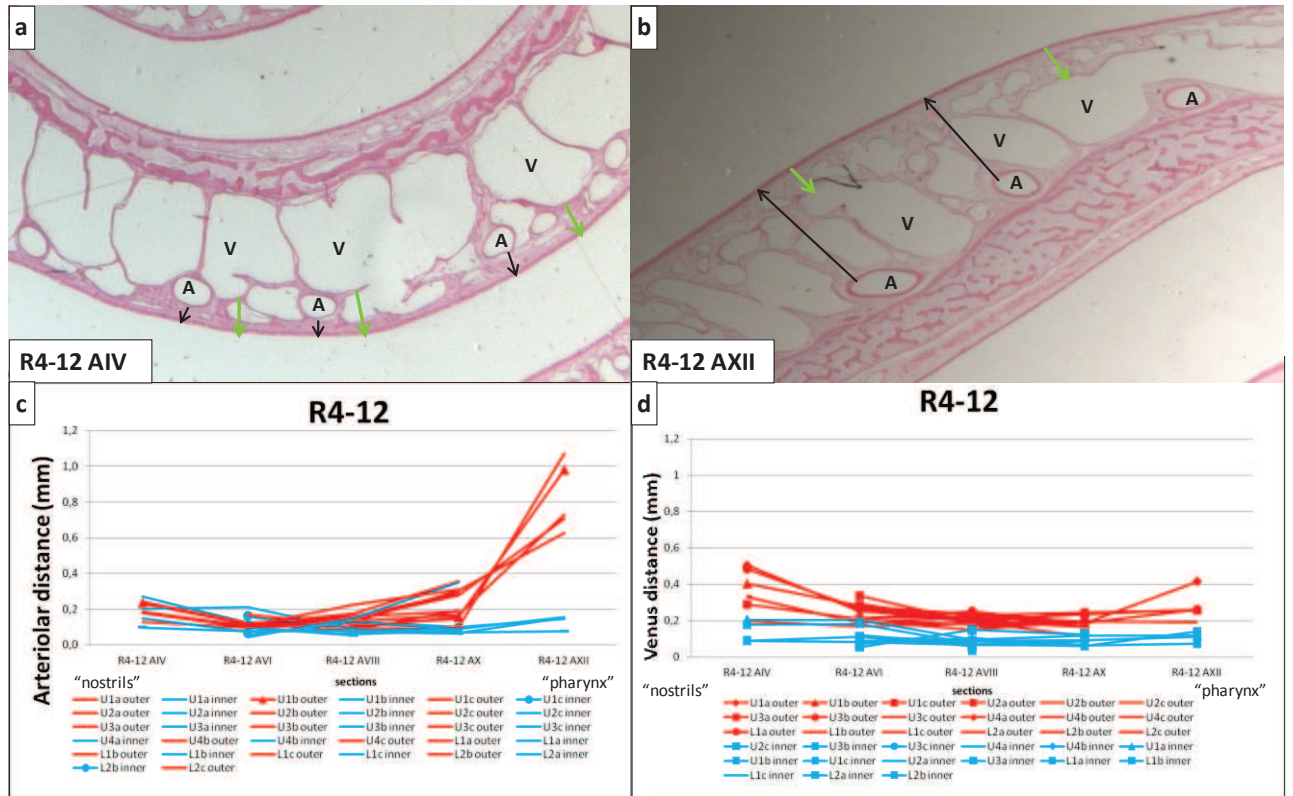 a
V
V
V
A
A
A
R4-12 AIV
b
V
V
V
A
A
A
R4-12 AXII
c
R4-12
Arteriolar distance (mm)
1,2
1,0
0,8
0,6
0,4
0,2
0,0
R4-12 AIV R4-12 AVI R4-12 AVIII R4-12 AX R4-12 AXII
"nostrils" sections "pharynx"
U1a outer U1a inner U1b outer U1b inner U1c outer U1c inner
U2a outer U2a inner U2b outer U2b inner U2c outer U2c inner
U3a outer U3a inner U3b outer U3b inner U3c outer U3c inner
U4a inner U4b outer U4b inner U4c outer L1a outer L1a inner
L1b outer L1b inner L1c outer L1c inner L2b outer L2a inner
L2b inner L2c outer
d
R4-12
Venus distance (mm)
1,2
1
0,8
0,6
0,4
0,2
0
R4-12 AIV R4-12 AVI R4-12 AVIII R4-12 AX R4-12 AXII
"nostrils" sections "pharynx"
U1a outer U1b outer U1c outer U2a outer U2b outer U2c outer
U3a outer U3b outer U3c outer U4a outer U4b outer U4c outer
L1a outer L1b outer L1c outer L2a outer L2b outer L2c outer
U2c inner U3b inner U3c inner U4a inner U4b inner U1a inner
U1b inner U1c inner U2a inner U3a inner L1a inner L1b inner
L1c inner L2a inner L2b inner